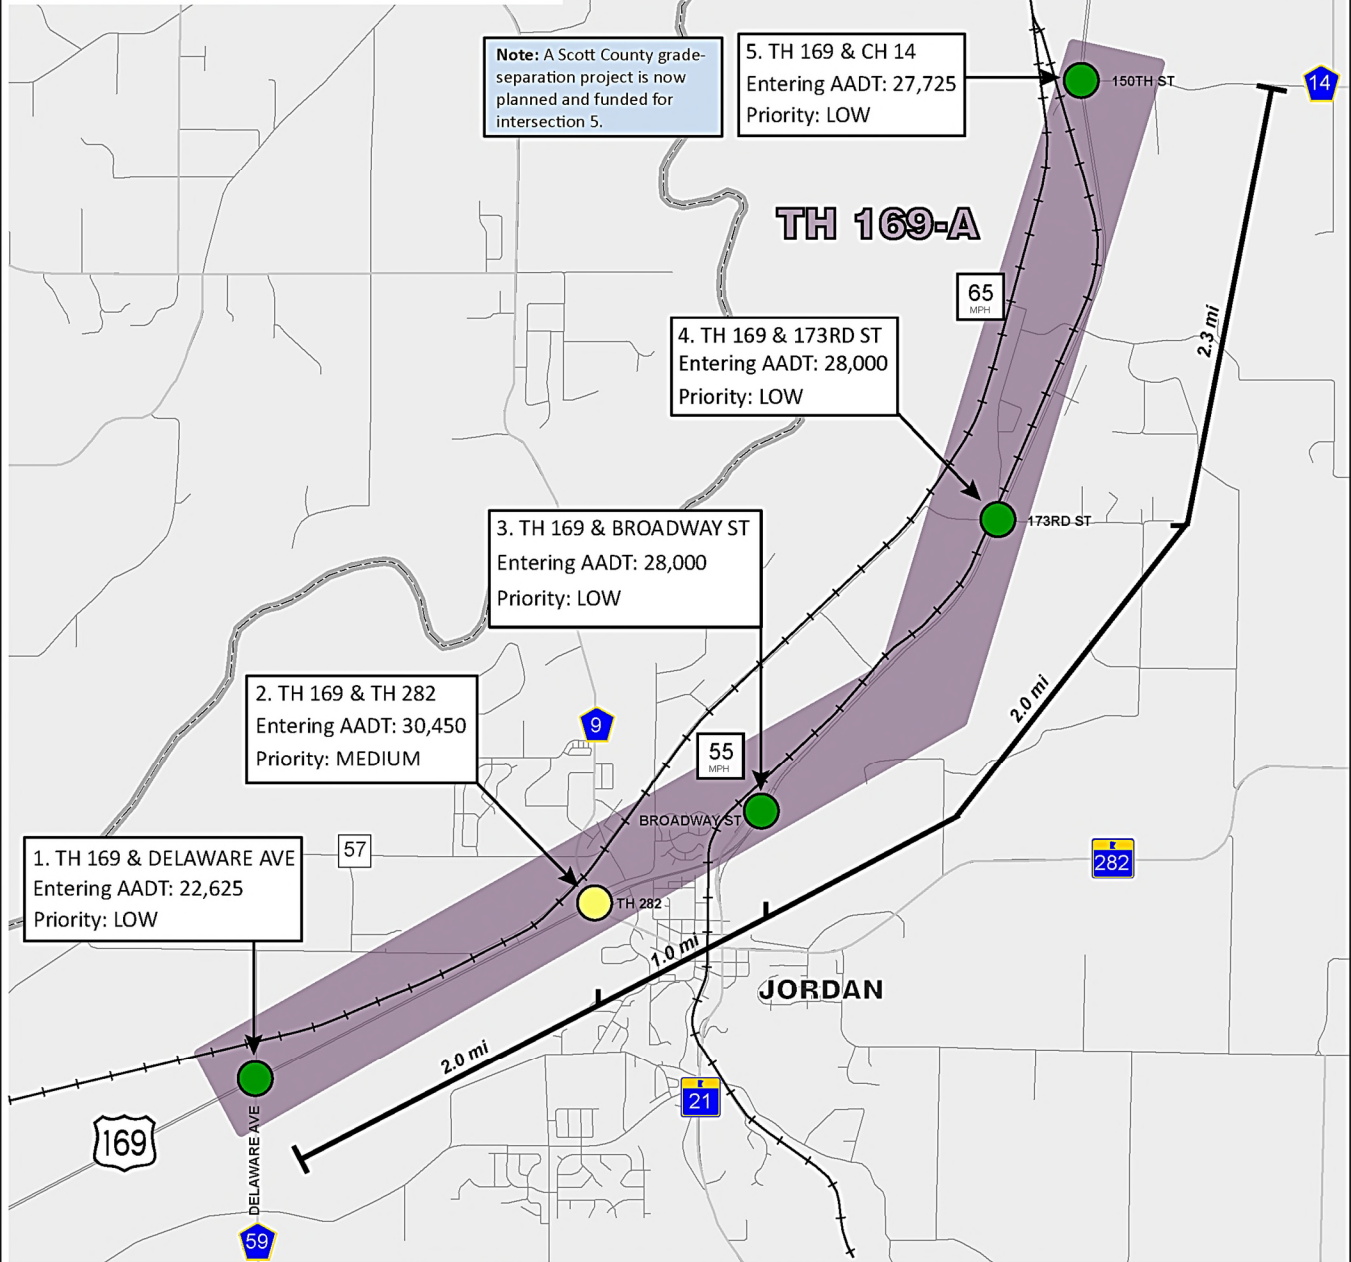 Note: A Scott County grade-
separation project is now
planned and funded for
intersection 5.
5. TH 169 & CH 14
Entering AADT: 27,725
Priority: LOW
150TH ST
14
TH 169-A
65
MPH
2.3 mi
4. TH 169 & 173RD ST
Entering AADT: 28,000
Priority: LOW
173RD ST
3. TH 169 & BROADWAY ST
Entering AADT: 28,000
Priority: LOW
2.0 mi
2. TH 169 & TH 282
Entering AADT: 30,450
Priority: MEDIUM
9
55
MPH
BROADWAY ST
57
282
1. TH 169 & DELAWARE AVE
Entering AADT: 22,625
Priority: LOW
TH 282
1.0 mi
JORDAN
2.0 mi
21
169
DELAWARE AVE
59